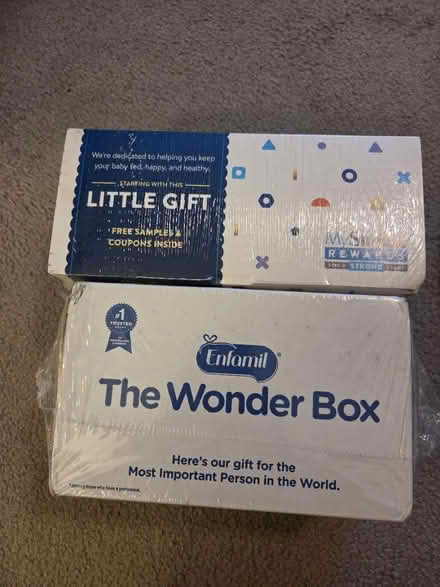 We're dedicated to helping you keep
your baby fed, happy, and healthy.
STARTING WITH THIS
LITTLE GIFT
FREE SAMPLES &
COUPONS INSIDE
REWARDS
STRONG
#1
TRUSTED
Enfamil
The Wonder Box
Here's our gift for the
Most Important Person in the World.